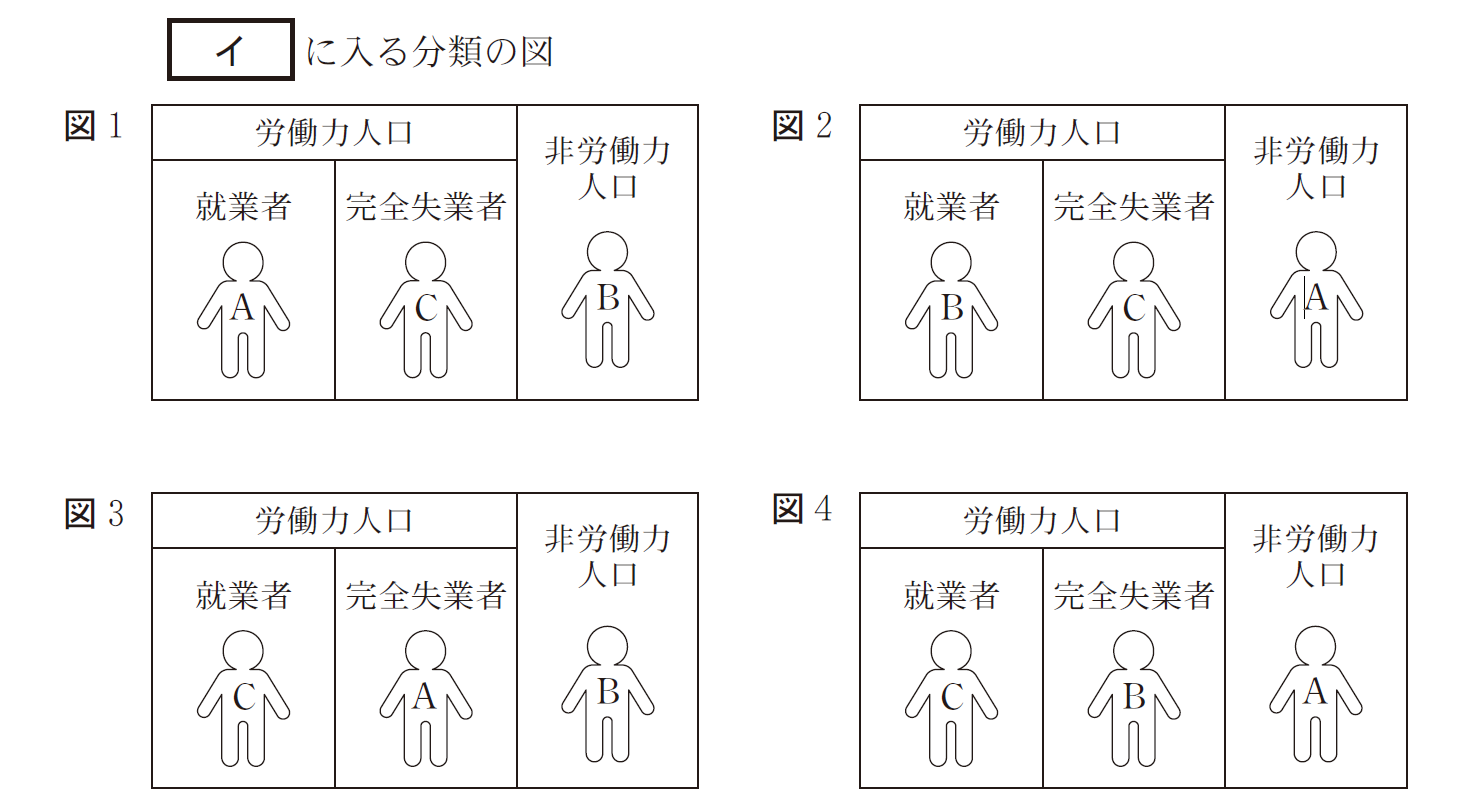 イ に入る分類の図
図1
労働力人口
非労働力
人口
就業者
完全失業者
A
C
B
図2
労働力人口
非労働力
人口
就業者
完全失業者
B
C
A
図3
労働力人口
非労働力
人口
就業者
完全失業者
C
A
B
図4
労働力人口
非労働力
人口
就業者
完全失業者
C
B
A